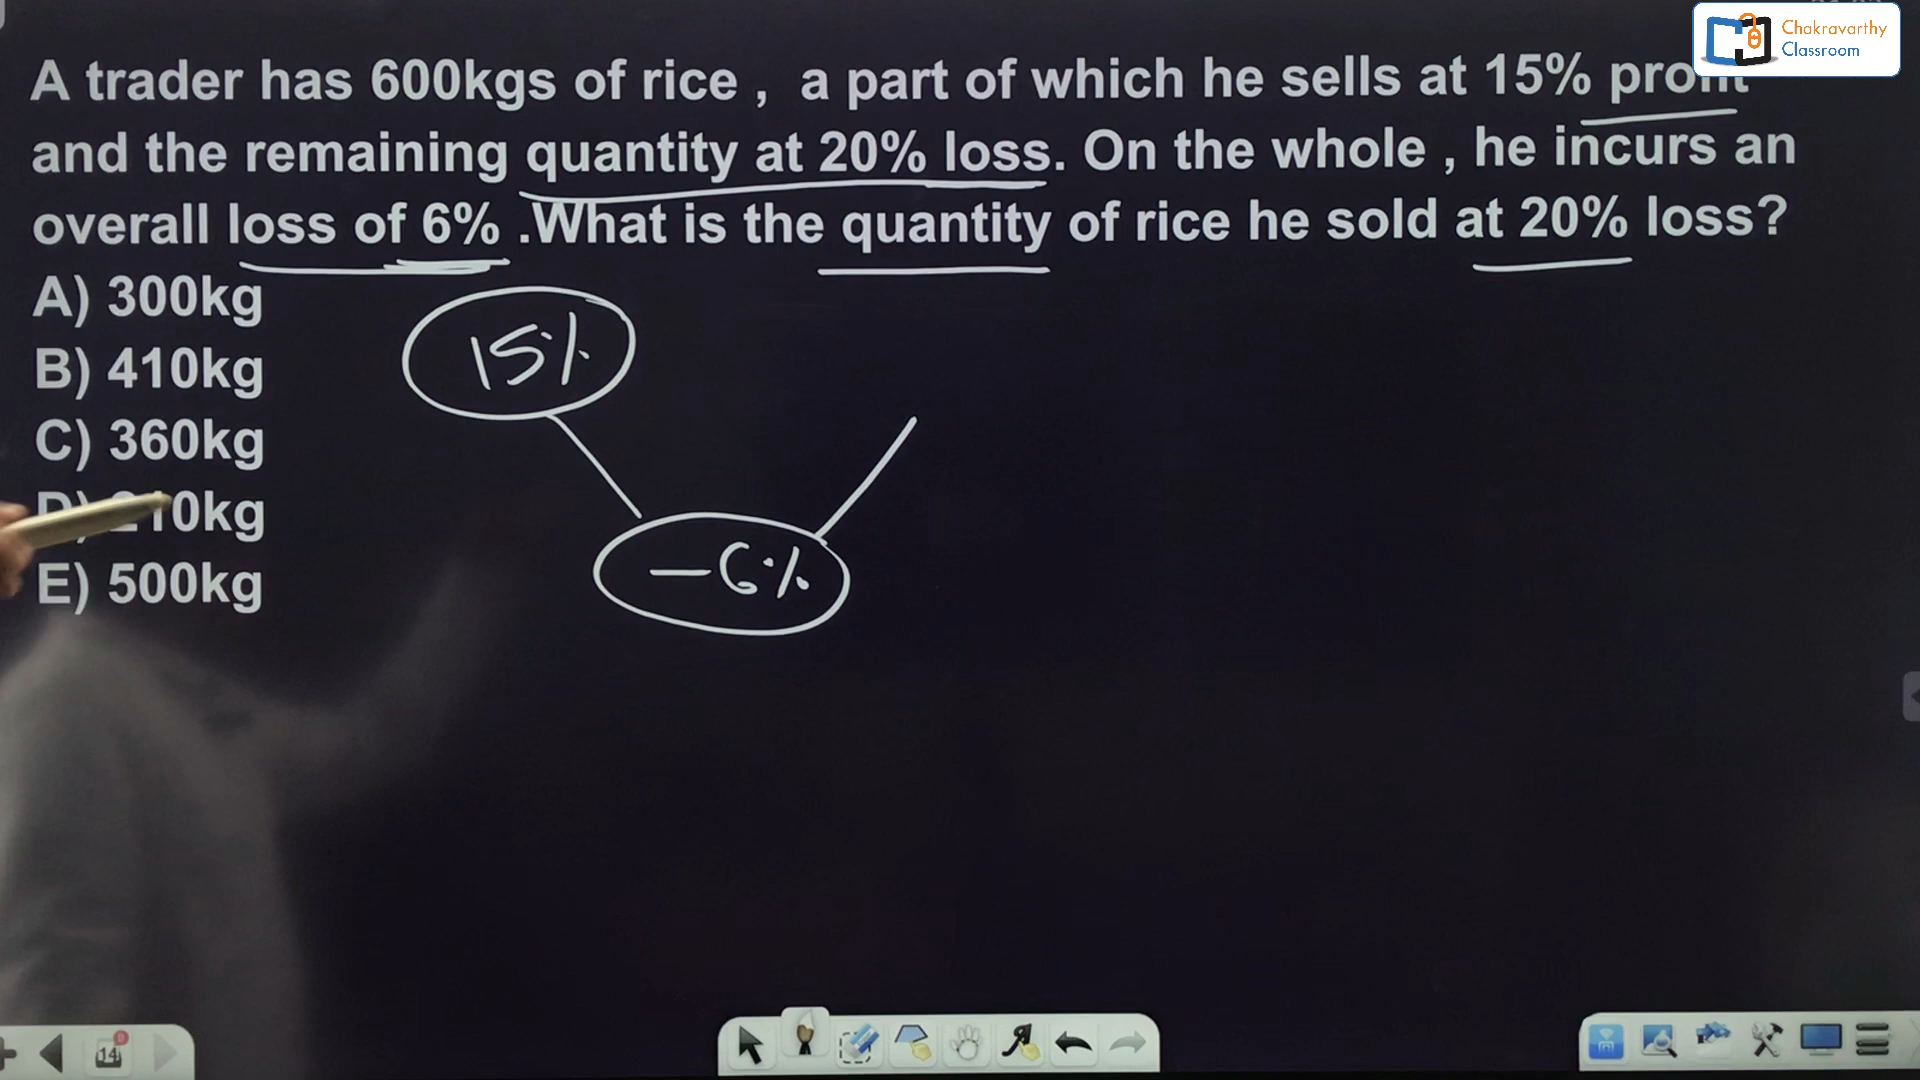 Chakravarthy
Classroom
A trader has 600kgs of rice , a part of which he sells at 15% profit
and the remaining quantity at 20% loss. On the whole , he incurs an
overall loss of 6% .What is the quantity of rice he sold at 20% loss?
A) 300kg
B) 410kg
C) 360kg
D) 210kg
E) 500kg
15%
-6%
14